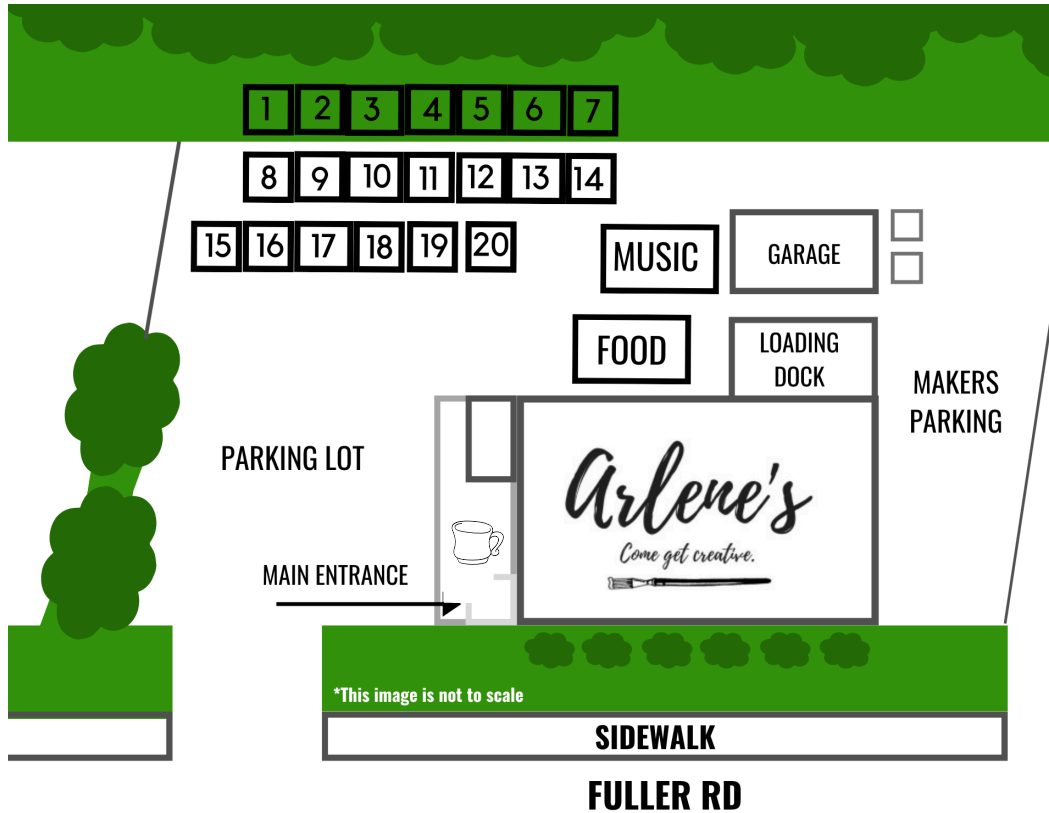 1 2 3 4 5 6 7
8 9 10 11 12 13 14
15 16 17 18 19 20
MUSIC
GARAGE
FOOD
LOADING
DOCK
MAKERS
PARKING
PARKING LOT
Arlene's
Come get creative.
MAIN ENTRANCE
*This image is not to scale
SIDEWALK
FULLER RD